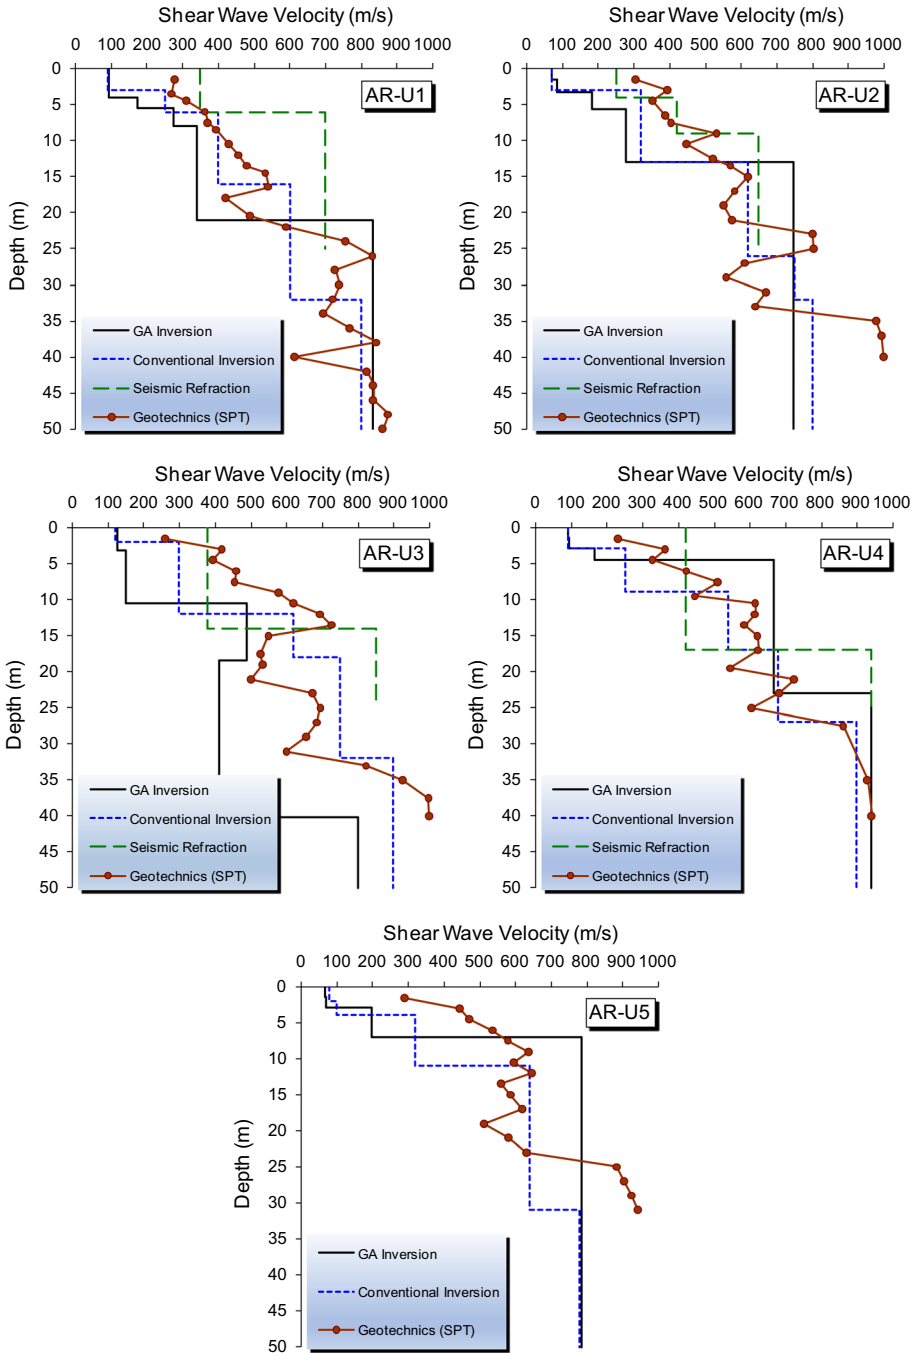 Shear Wave Velocity (m/s)
0 100 200 300 400 500 600 700 800 900 1000
0
5
10
15
20
25
30
35
40
45
50
Depth (m)
AR-U1
GA Inversion
Conventional Inversion
Seismic Refraction
Geotechnics (SPT)
Shear Wave Velocity (m/s)
0 100 200 300 400 500 600 700 800 900 1000
0
5
10
15
20
25
30
35
40
45
50
Depth (m)
AR-U2
GA Inversion
Conventional Inversion
Seismic Refraction
Geotechnics (SPT)
Shear Wave Velocity (m/s)
0 100 200 300 400 500 600 700 800 900 1000
0
5
10
15
20
25
30
35
40
45
50
Depth (m)
AR-U3
GA Inversion
Conventional Inversion
Seismic Refraction
Geotechnics (SPT)
Shear Wave Velocity (m/s)
0 100 200 300 400 500 600 700 800 900 1000
0
5
10
15
20
25
30
35
40
45
50
Depth (m)
AR-U4
GA Inversion
Conventional Inversion
Seismic Refraction
Geotechnics (SPT)
Shear Wave Velocity (m/s)
0 100 200 300 400 500 600 700 800 900 1000
0
5
10
15
20
25
30
35
40
45
50
Depth (m)
AR-U5
GA Inversion
Conventional Inversion
Geotechnics (SPT)